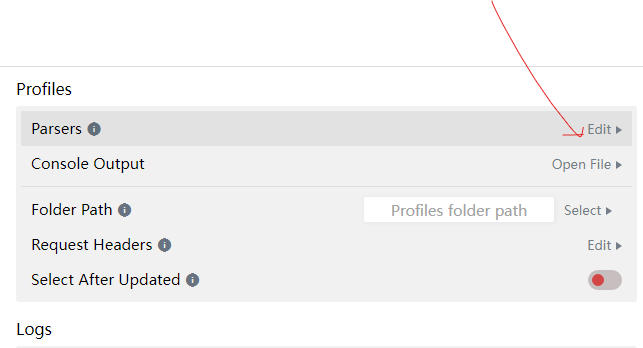 Profiles
Parsers Edit
Console Output Open File
Folder Path Profiles folder path Select
Request Headers Edit
Select After Updated
Logs